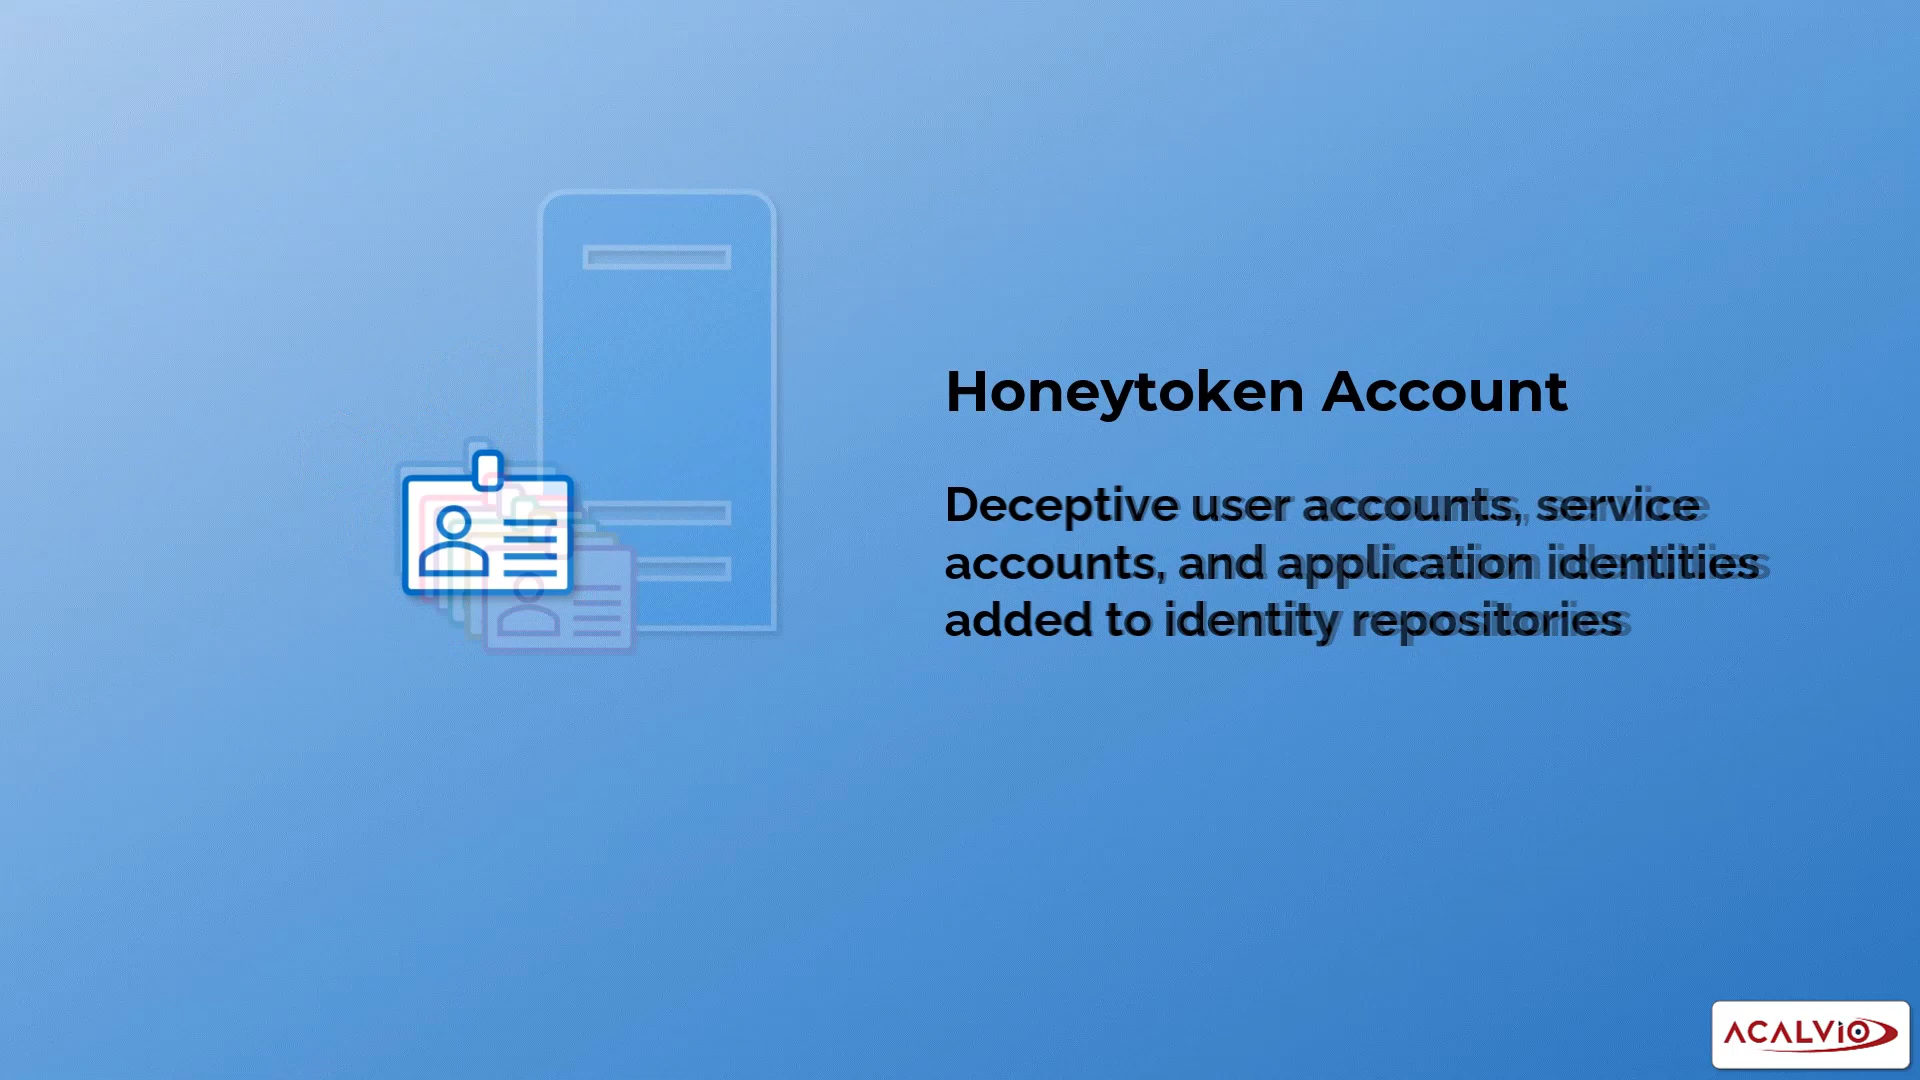 Honeytoken Account
Deceptive user accounts, service
accounts, and application identities
added to identity repositories
ACALVIO